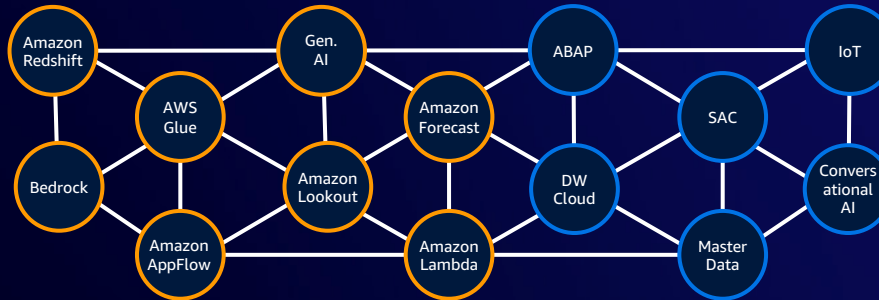 Amazon
Redshift
Gen.
AI
ABAP
IoT
AWS
Glue
Amazon
Forecast
SAC
Bedrock
Amazon
Lookout
DW
Cloud
Convers
ational
AI
Amazon
AppFlow
Amazon
Lambda
Master
Data